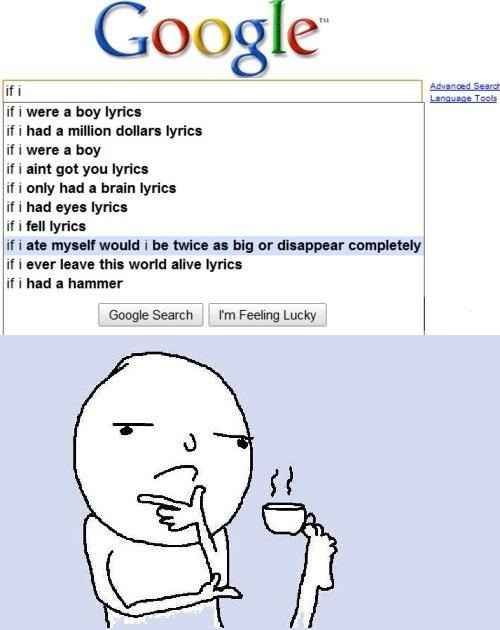 Google™
if i
Advanced Search
Language Tools
if i were a boy lyrics
if i had a million dollars lyrics
if i were a boy
if i aint got you lyrics
if i only had a brain lyrics
if i had eyes lyrics
if i fell lyrics
if i ate myself would i be twice as big or disappear completely
if i ever leave this world alive lyrics
if i had a hammer
Google Search
I'm Feeling Lucky